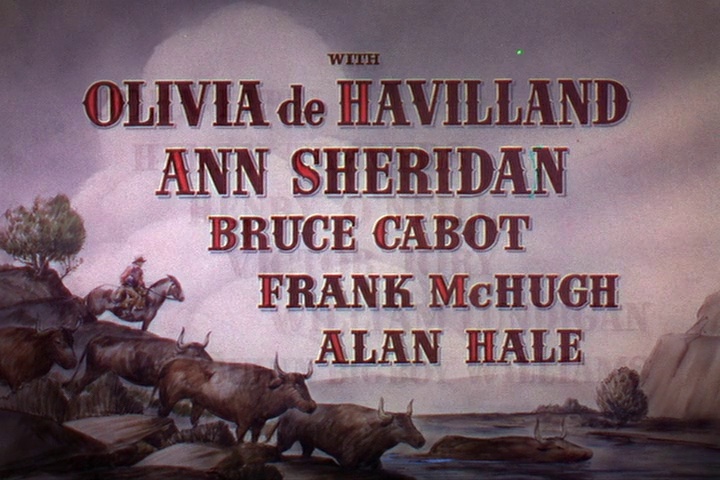 WITH
OLIVIA de HAVILLAND
ANN SHERIDAN
BRUCE CABOT
FRANK McHUGH
ALAN HALE